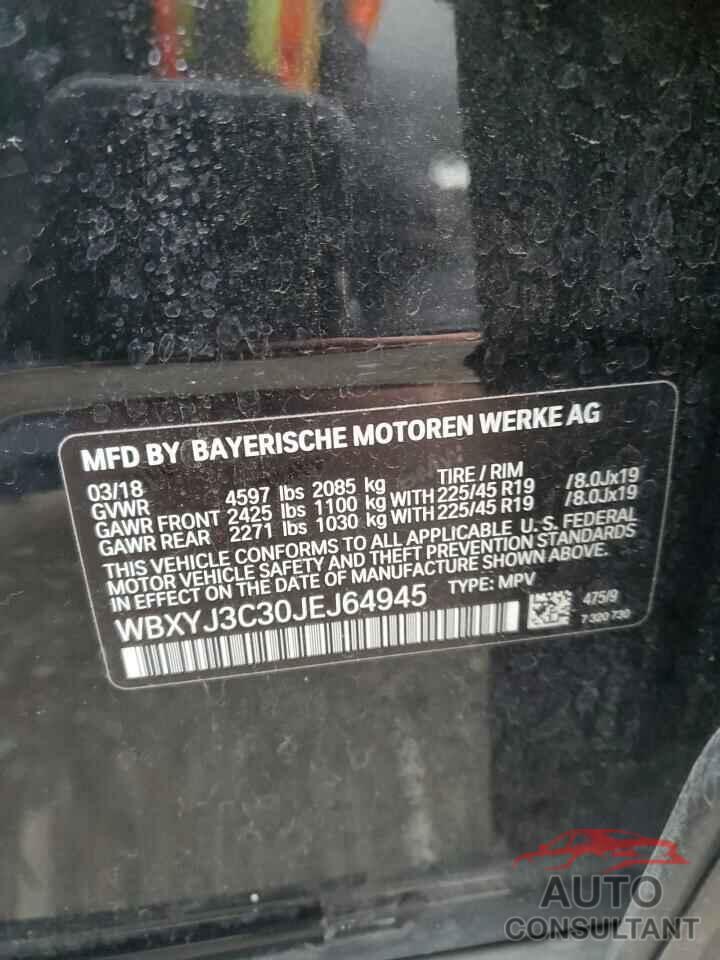 MFD BY BAYERISCHE MOTOREN WERKE AG
03/18 TIRE / RIM
GVWR 4597 lbs 2085 kg
GAWR FRONT 2425 lbs 1100 kg WITH 225/45 R19 /8.0Jx19
GAWR REAR 2271 lbs 1030 kg WITH 225/45 R19 /8.0Jx19
THIS VEHICLE CONFORMS TO ALL APPLICABLE U. S. FEDERAL
MOTOR VEHICLE SAFETY AND THEFT PREVENTION STANDARDS
IN EFFECT ON THE DATE OF MANUFACTURE SHOWN ABOVE.
WBXYJ3C30JEJ64945 TYPE: MPV
475/9
7 320 730
AUTO
CONSULTANT